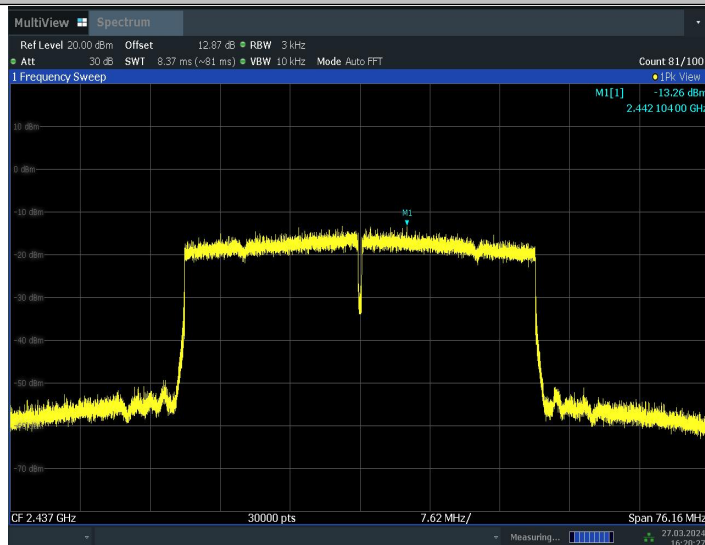 MultiView Spectrum
Ref Level 20.00 dBm Offset 12.87 dB RBW 3 kHz
Att 30 dB SWT 8.37 ms (~81 ms) VBW 10 kHz Mode Auto FFT Count 81/100
1 Frequency Sweep 1Pk View
M1[1] -13.26 dBm
2.442 104 00 GHz
10 dBm
0 dBm
-10 dBm
M1
-20 dBm
-30 dBm
-40 dBm
-50 dBm
-70 dBm
CF 2.437 GHz 30000 pts 7.62 MHz/ Span 76.16 MHz
Measuring... 27.03.2024
16:20:27